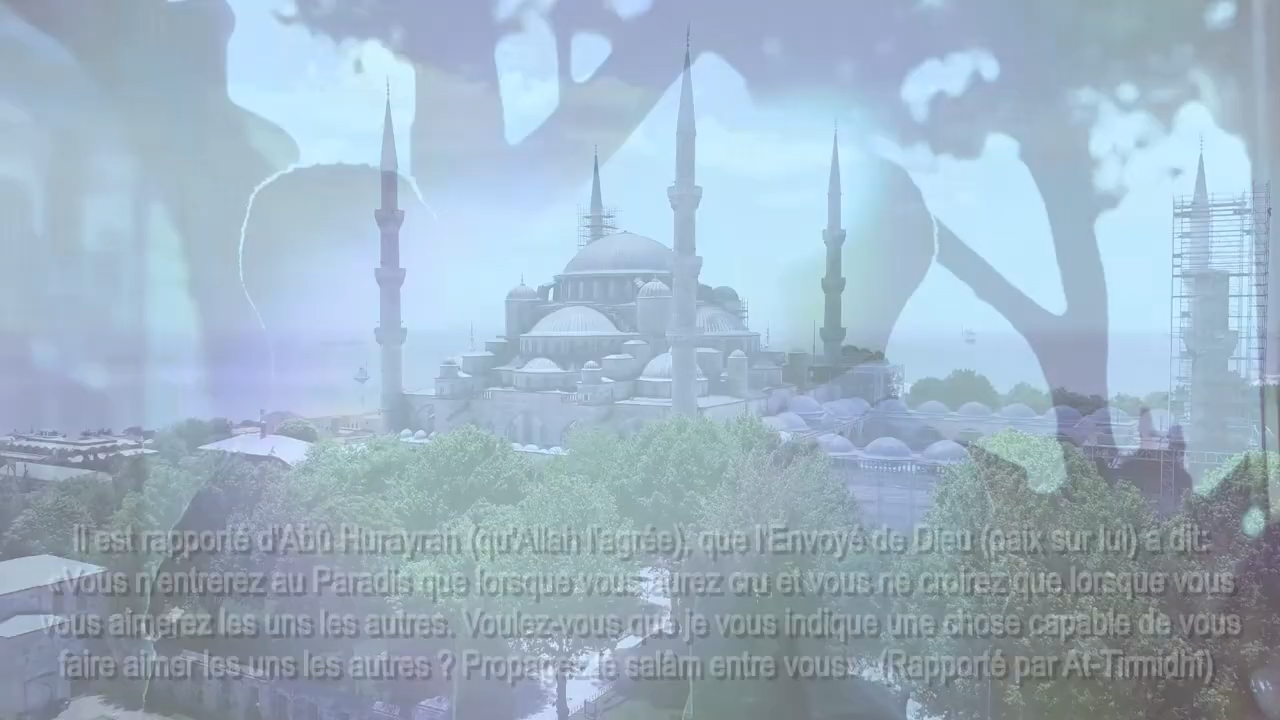 Il est rapporté d'Abû Hurayrah (qu'Allah l'agrée), que l'Envoyé de Dieu (paix sur lui) a dit:
«Vous n'entrerez au Paradis que lorsque vous aurez cru et vous ne croirez que lorsque vous
vous aimerez les uns les autres. Voulez-vous que je vous indique une chose capable de vous
faire aimer les uns les autres ? Propagez le salâm entre vous». (Rapporté par At-Tirmidhî)